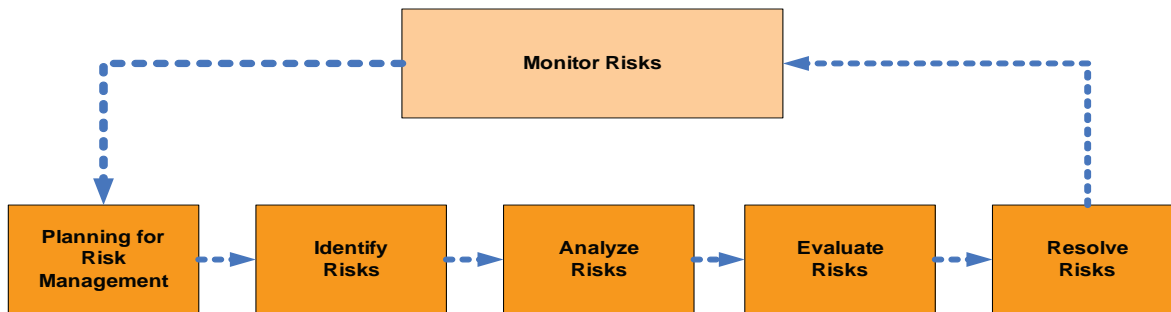 Monitor Risks
Planning for
Risk
Management
Identify
Risks
Analyze
Risks
Evaluate
Risks
Resolve
Risks